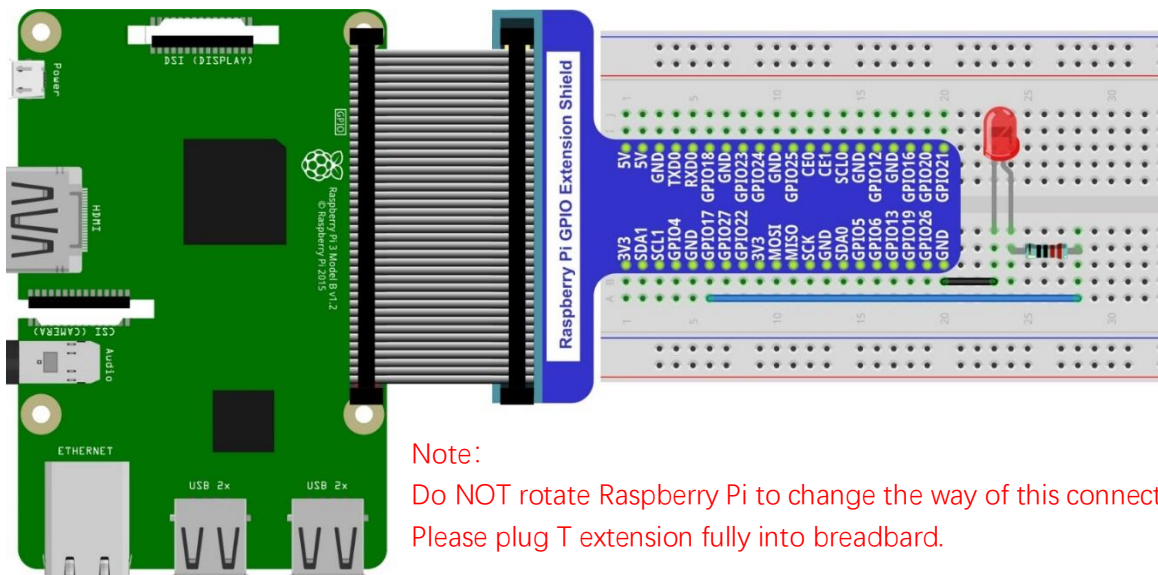 DSI (DISPLAY)
Power
HDMI
CSI (CAMERA)
Audio
ETHERNET
USB 2x
USB 2x
GPIO
Raspberry Pi 3 Model B v1.2
© Raspberry Pi 2015
Raspberry Pi GPIO Extension Shield
1
5
10
15
20
25
30
J
I
5V
5V
GND
TXD0
RXD0
GPIO18
GND
GPIO23
GPIO24
GND
GPIO25
CE0
CE1
SCL0
GND
GPIO12
GND
GPIO16
GPIO20
GPIO21
3V3
SDA1
SCL1
GPIO4
GND
GPIO17
GPIO27
GPIO22
3V3
MOSI
MISO
SCK
GND
SDA0
GPIO5
GPIO6
GPIO13
GPIO19
GPIO26
GND
B
A
1
5
10
15
20
25
30
Note:
Do NOT rotate Raspberry Pi to change the way of this connect
Please plug T extension fully into breadbard.